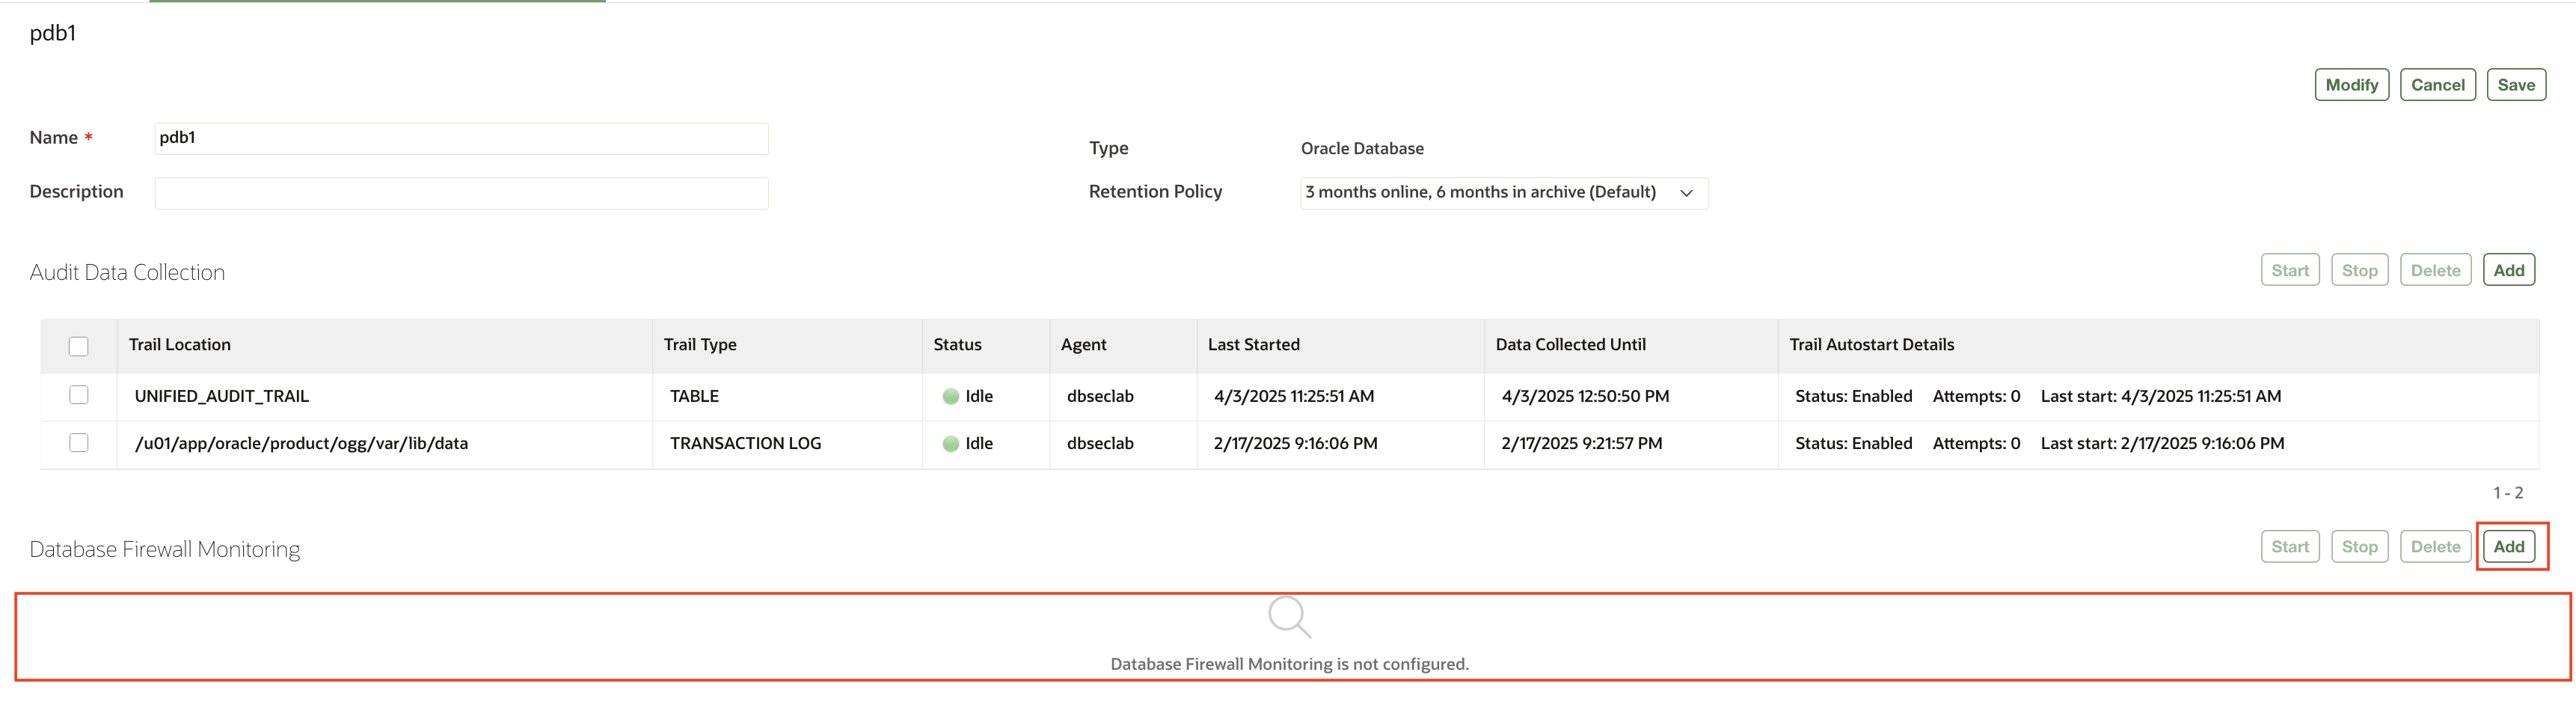 pdb1
Modify Cancel Save
Name * pdb1
Type Oracle Database
Description
Retention Policy 3 months online, 6 months in archive (Default)
Audit Data Collection
Start Stop Delete Add
Trail Location Trail Type Status Agent Last Started Data Collected Until Trail Autostart Details
UNIFIED_AUDIT_TRAIL TABLE Idle dbseclab 4/3/2025 11:25:51 AM 4/3/2025 12:50:50 PM Status: Enabled Attempts: 0 Last start: 4/3/2025 11:25:51 AM
/u01/app/oracle/product/ogg/var/lib/data TRANSACTION LOG Idle dbseclab 2/17/2025 9:16:06 PM 2/17/2025 9:21:57 PM Status: Enabled Attempts: 0 Last start: 2/17/2025 9:16:06 PM
1 - 2
Database Firewall Monitoring
Start Stop Delete Add
Database Firewall Monitoring is not configured.